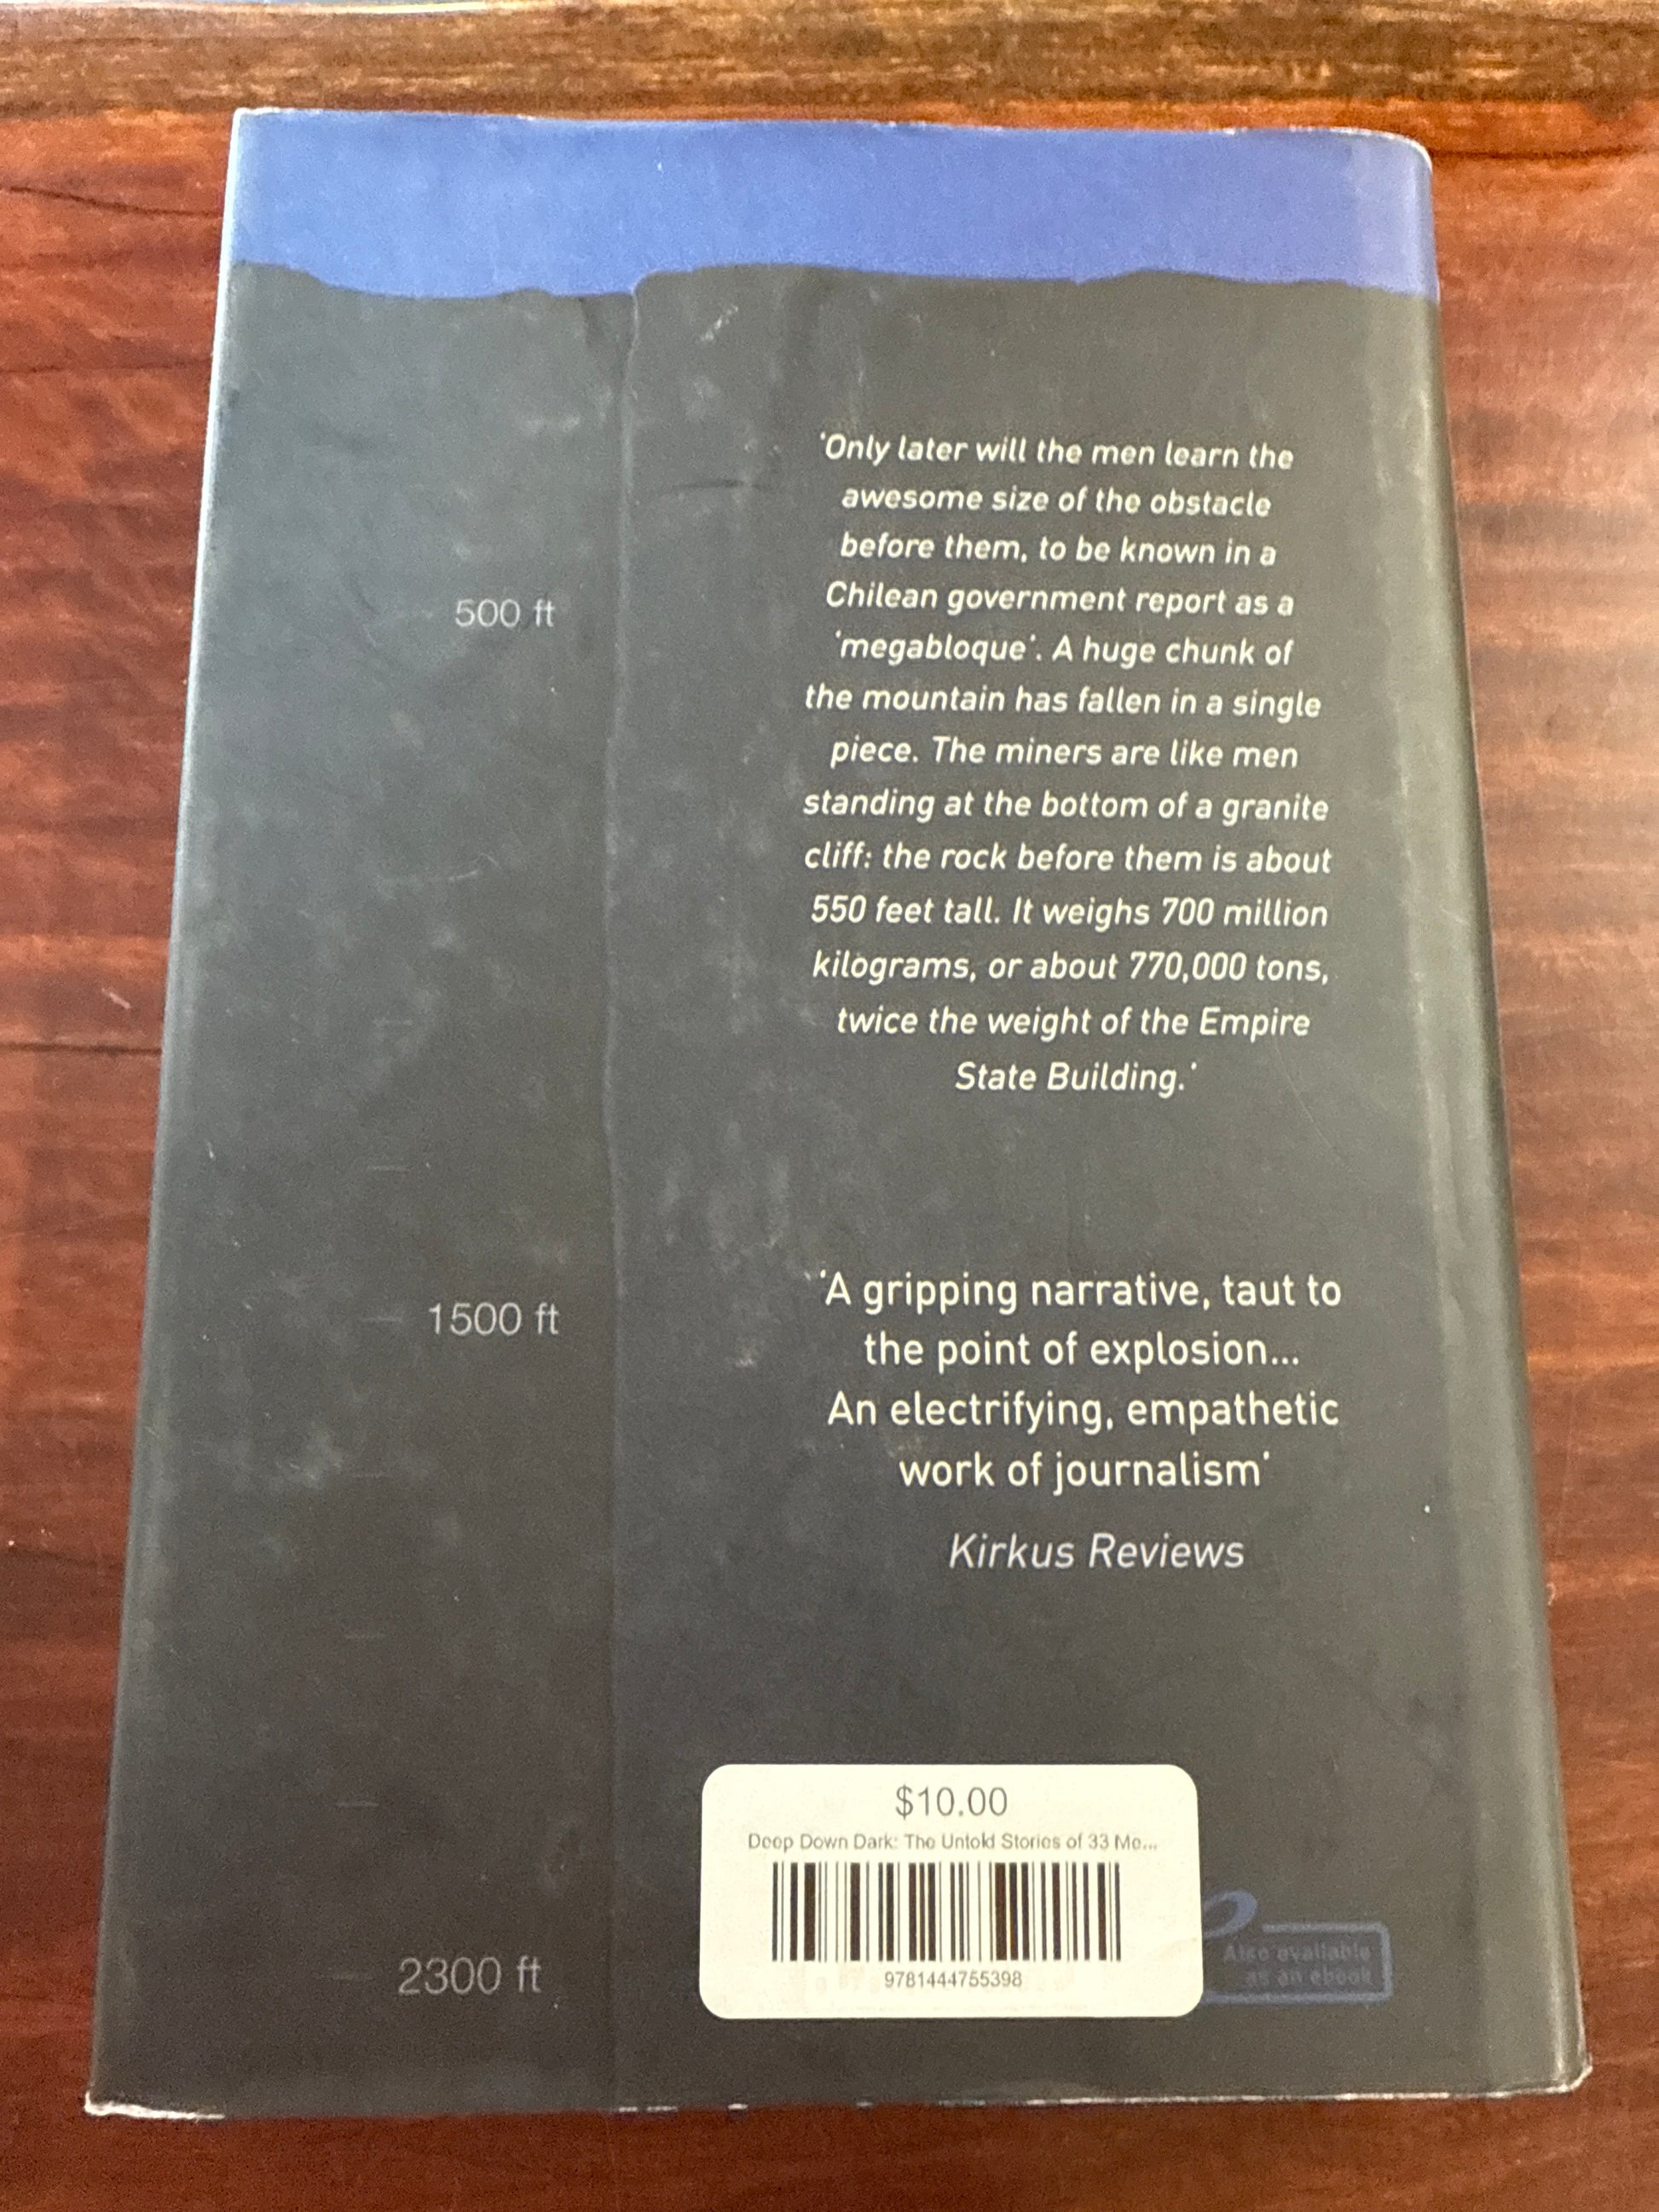 'Only later will the men learn the
awesome size of the obstacle
before them, to be known in a
Chilean government report as a
'megabloque'. A huge chunk of
the mountain has fallen in a single
piece. The miners are like men
standing at the bottom of a granite
cliff: the rock before them is about
550 feet tall. It weighs 700 million
kilograms, or about 770,000 tons,
twice the weight of the Empire
State Building.'
500 ft
1500 ft
2300 ft
'A gripping narrative, taut to
the point of explosion...
An electrifying, empathetic
work of journalism'
Kirkus Reviews
$10.00
Deep Down Dark: The Untold Stories of 33 Me...
9781444755398
Also available
as an ebook